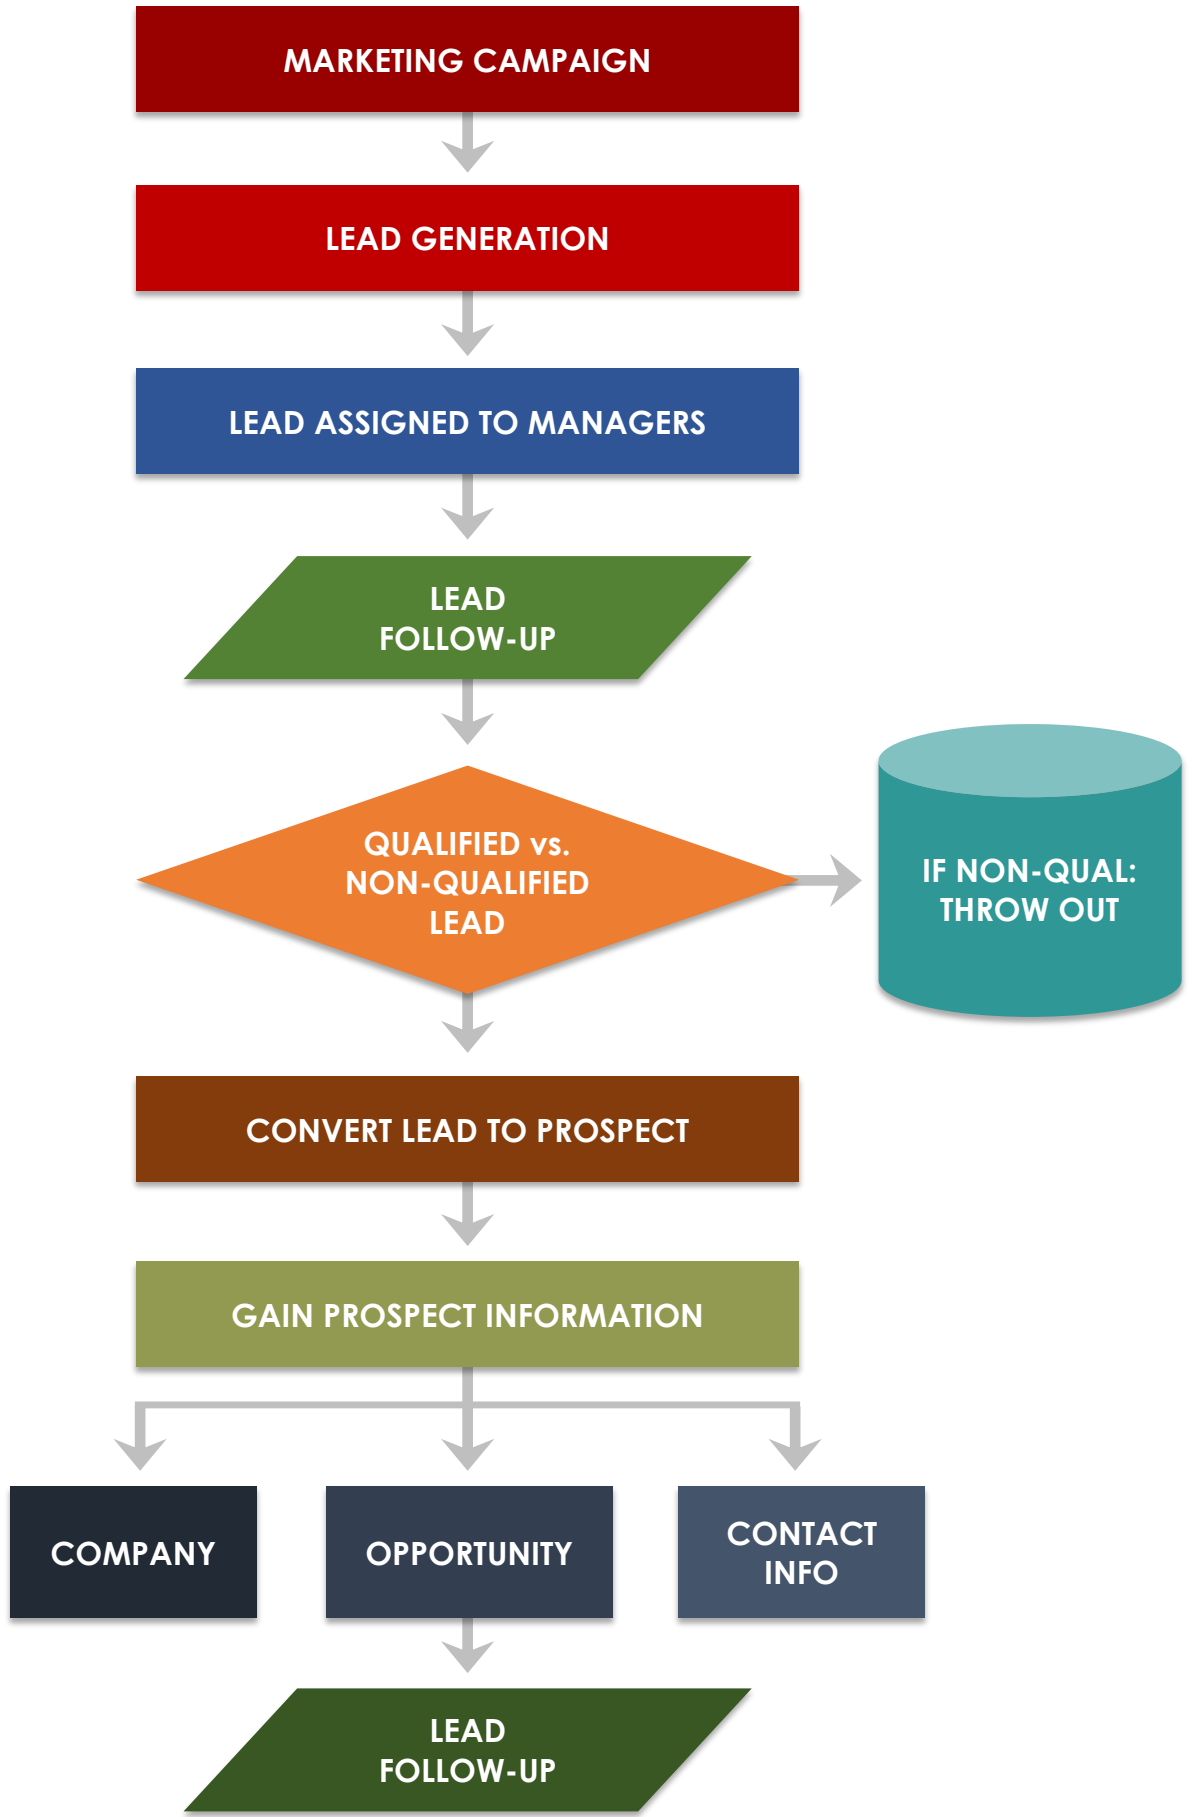 MARKETING CAMPAIGN
LEAD GENERATION
LEAD ASSIGNED TO MANAGERS
LEAD
FOLLOW-UP
QUALIFIED vs.
NON-QUALIFIED
LEAD
IF NON-QUAL:
THROW OUT
CONVERT LEAD TO PROSPECT
GAIN PROSPECT INFORMATION
COMPANY
OPPORTUNITY
CONTACT
INFO
LEAD
FOLLOW-UP